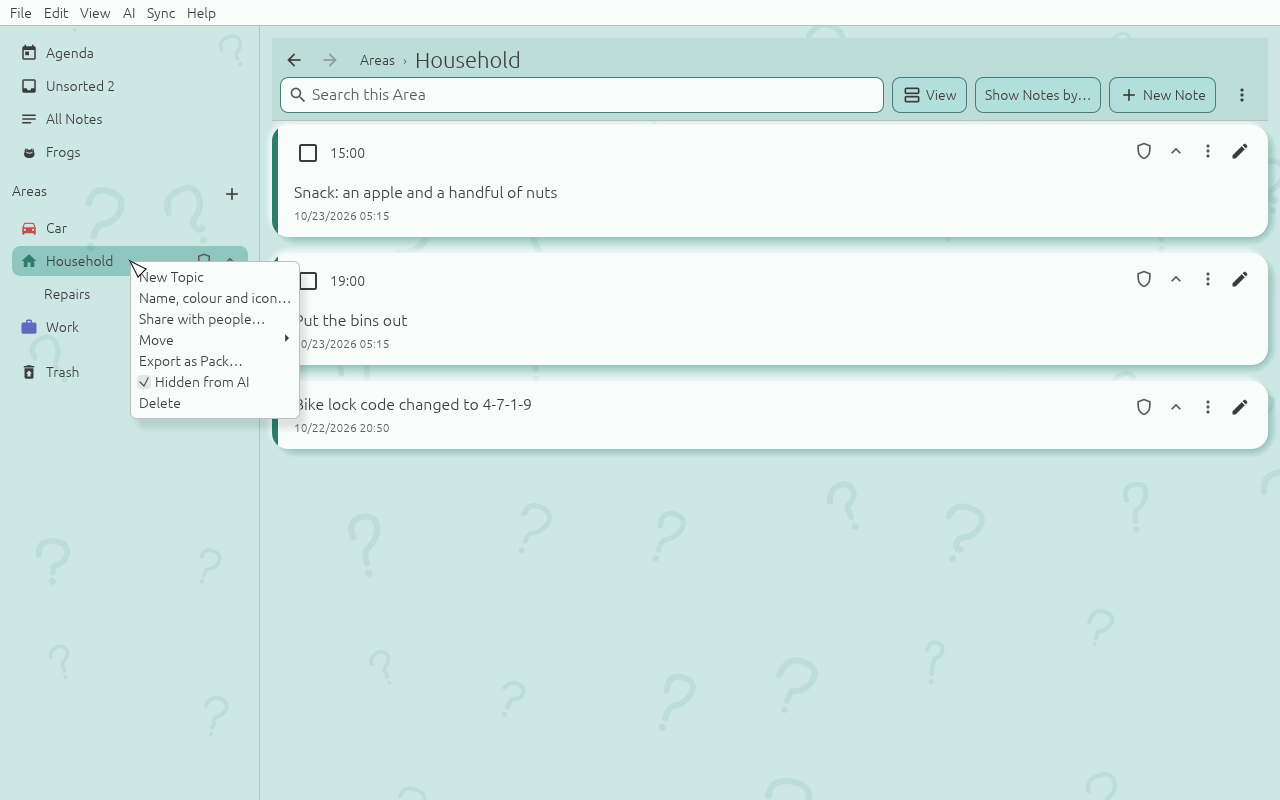 File Edit View AI Sync Help
Agenda
Unsorted 2
All Notes
Frogs
Areas
Car
Household
Repairs
Work
Trash
New Topic
Name, colour and icon…
Share with people…
Move
Export as Pack…
Hidden from AI
Delete
Areas › Household
Search this Area
View
Show Notes by…
New Note
15:00
Snack: an apple and a handful of nuts
10/23/2026 05:15
19:00
Put the bins out
10/23/2026 05:15
Bike lock code changed to 4-7-1-9
10/22/2026 20:50